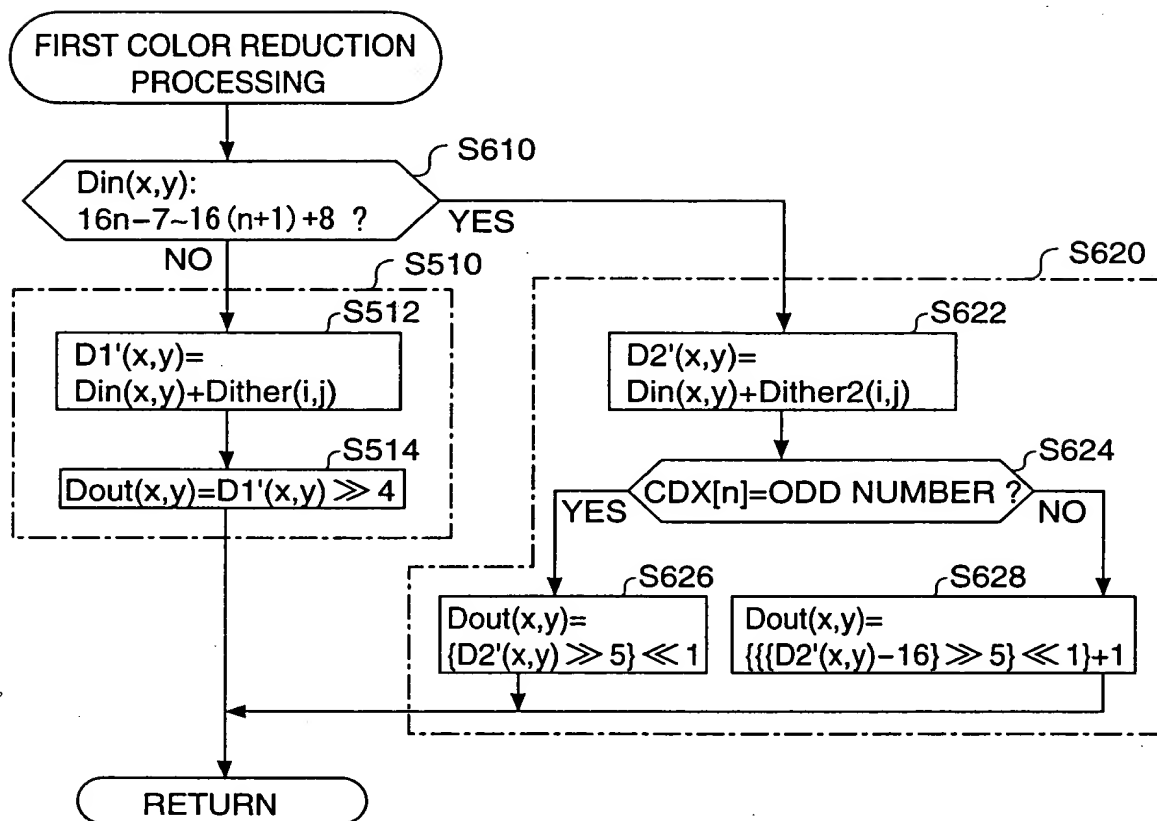 FIRST COLOR REDUCTION
PROCESSING
S610
Din(x,y):
16n−7~16(n+1)+8 ?
YES
NO
S510
S512
D1'(x,y)=
Din(x,y)+Dither(i,j)
S514
Dout(x,y)=D1'(x,y)≫4
S620
S622
D2'(x,y)=
Din(x,y)+Dither2(i,j)
S624
CDX[n]=ODD NUMBER ?
YES
NO
S626
Dout(x,y)=
{D2'(x,y)≫5}≪1
S628
Dout(x,y)=
{{{D2'(x,y)−16}≫5}≪1}+1
RETURN